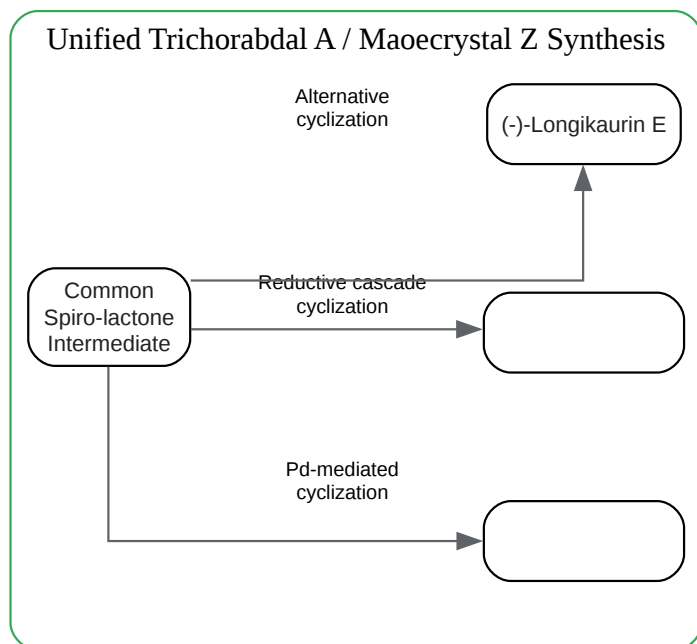 Unified Trichorabdal A / Maoecrystal Z Synthesis
Alternative
cyclization
(-)-Longikaurin E
Common
Spiro-lactone
Intermediate
Reductive cascade
cyclization
Pd-mediated
cyclization